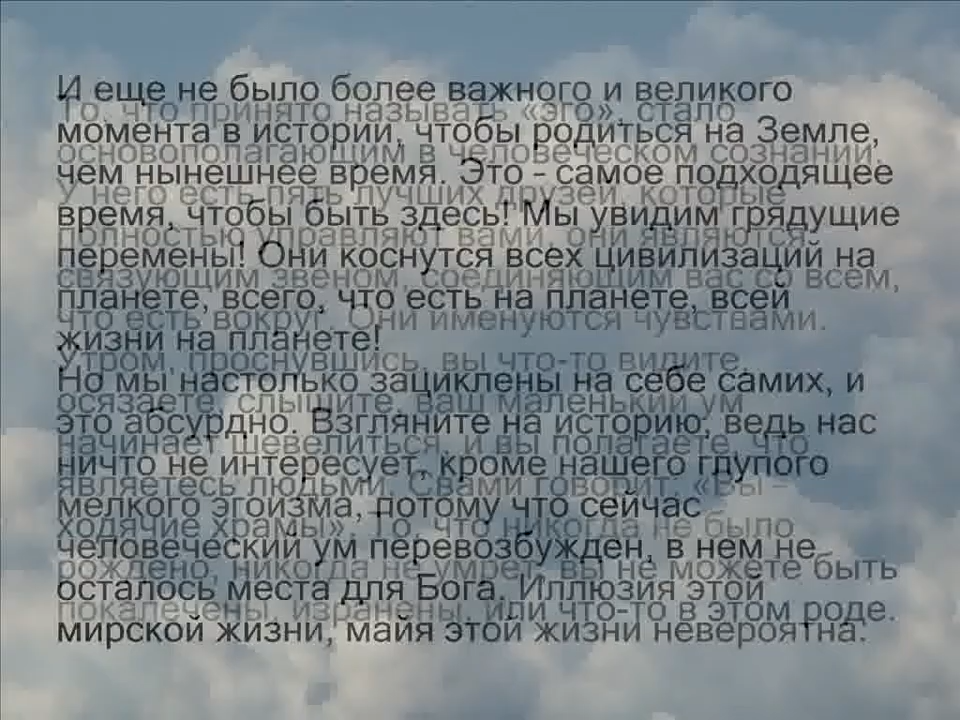 И еще не было более важного и великого
То, что принято называть «эго», стало
момента в истории, чтобы родиться на Земле,
основополагающим в человеческом сознании.
чем нынешнее время. Это – самое подходящее
У него есть пять лучших друзей, которые
время, чтобы быть здесь! Мы увидим грядущие
полностью управляют вами, они являются
перемены! Они коснутся всех цивилизаций на
связующим звеном, соединяющим вас со всем,
планете, всего, что есть на планете, всей
что есть вокруг. Они именуются чувствами.
жизни на планете!
Утром, проснувшись, вы что-то видите,
Но мы настолько зациклены на себе самих, и
осязаете, слышите, ваш маленький ум
это абсурдно. Взгляните на историю, ведь нас
начинает шевелиться, и вы полагаете, что
ничто не интересует, кроме нашего глупого
являетесь людьми. Свами говорит: «Вы –
мелкого эгоизма, потому что сейчас
ходячие храмы». То, что никогда не было
человеческий ум перевозбужден, в нем не
рождено, никогда не умрет, вы не можете быть
осталось места для Бога. Иллюзия этой
покалечены, изранены, или что-то в этом роде.
мирской жизни, майя этой жизни невероятна.